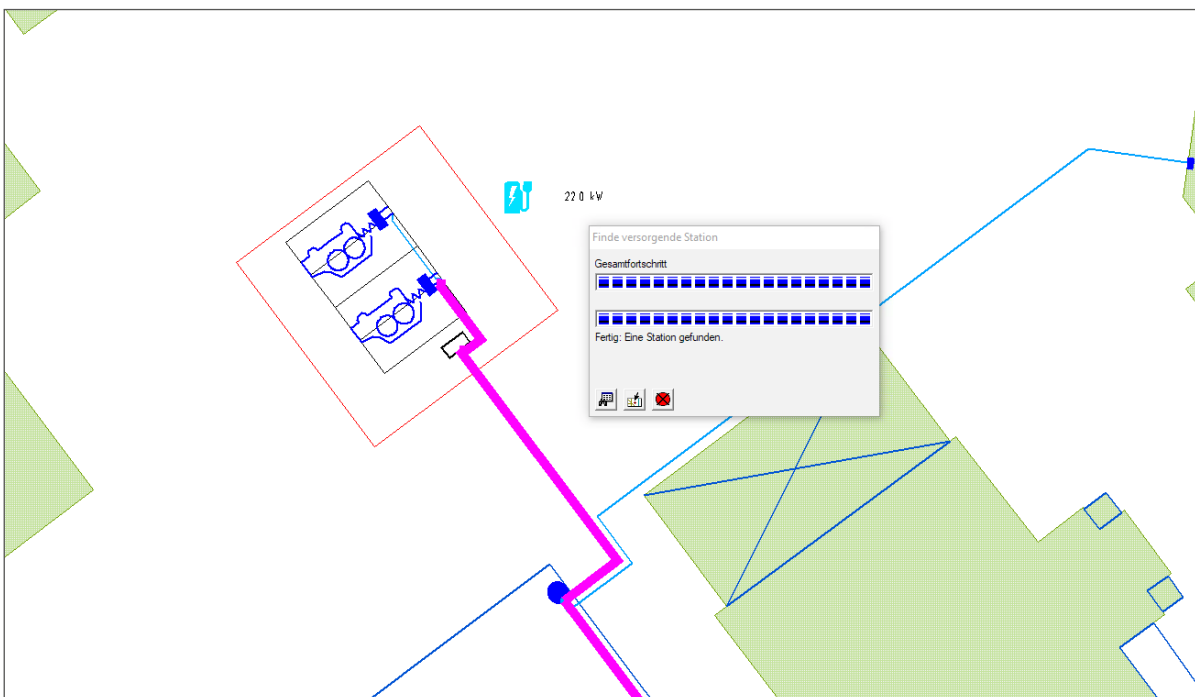 22.0 kW
Finde versorgende Station
Gesamtfortschritt
Fertig: Eine Station gefunden.